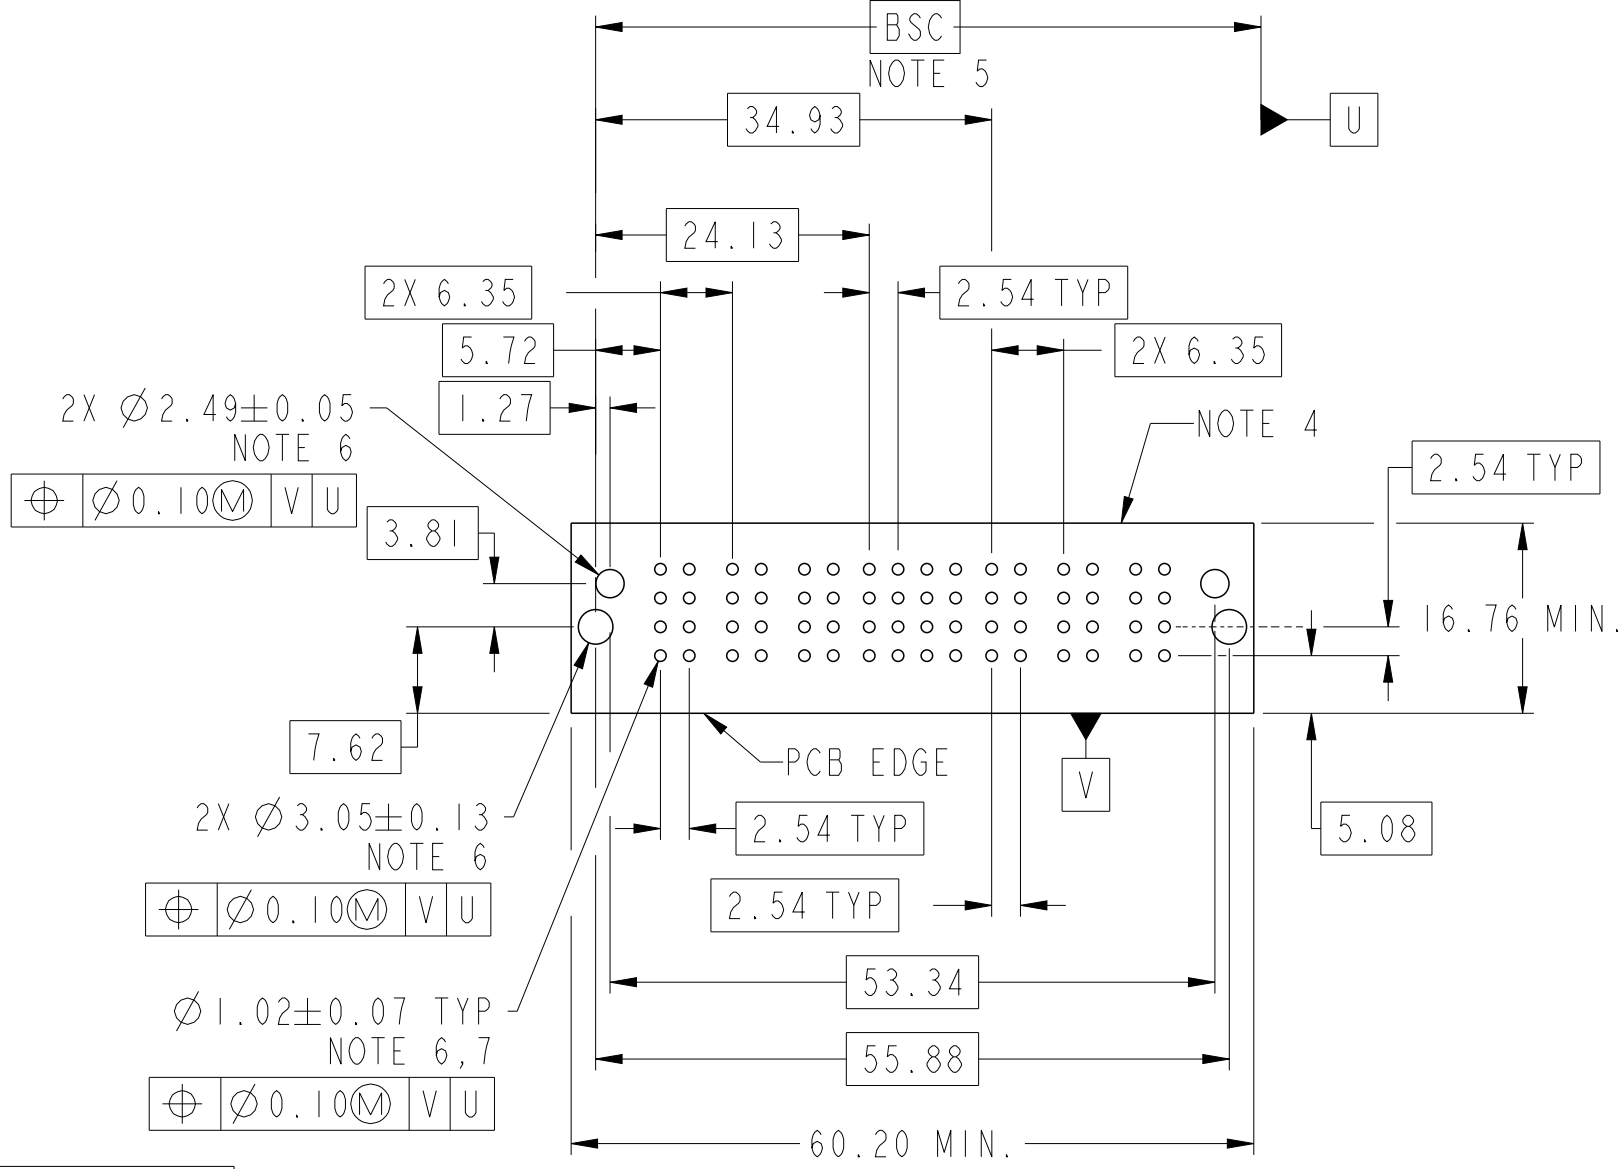 BSC
NOTE 5
34.93
U
24.13
2X 6.35
2.54 TYP
5.72
2X 6.35
1.27
2X ⌀2.49±0.05
NOTE 6
NOTE 4
2.54 TYP
⌖ ⌀0.10Ⓜ V U
3.81
16.76 MIN.
7.62
PCB EDGE
V
2X ⌀3.05±0.13
NOTE 6
2.54 TYP
5.08
⌖ ⌀0.10Ⓜ V U
2.54 TYP
53.34
⌀1.02±0.07 TYP
NOTE 6,7
55.88
⌖ ⌀0.10Ⓜ V U
60.20 MIN.